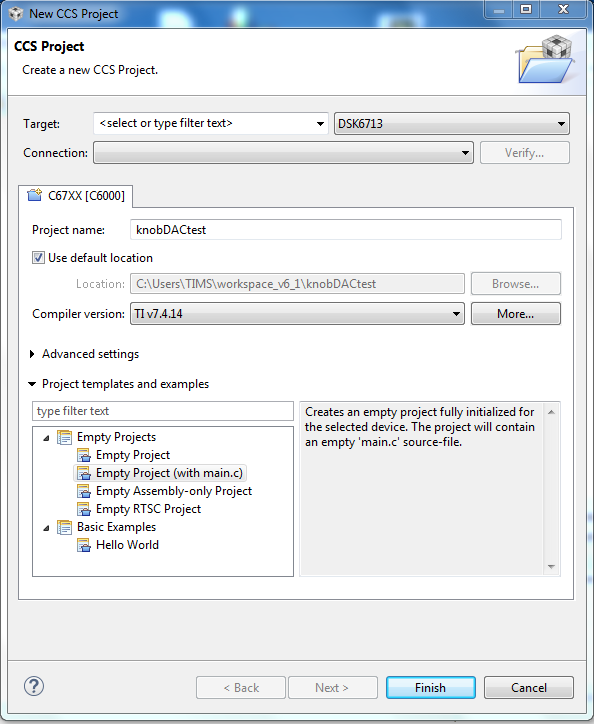 New CCS Project
CCS Project
Create a new CCS Project.
Target: <select or type filter text> DSK6713
Connection: Verify...
C67XX [C6000]
Project name: knobDACtest
Use default location
Location: C:\Users\TIMS\workspace_v6_1\knobDACtest Browse...
Compiler version: TI v7.4.14 More...
Advanced settings
Project templates and examples
type filter text
Creates an empty project fully initialized for
the selected device. The project will contain
an empty 'main.c' source-file.
Empty Projects
Empty Project
Empty Project (with main.c)
Empty Assembly-only Project
Empty RTSC Project
Basic Examples
Hello World
? < Back Next > Finish Cancel